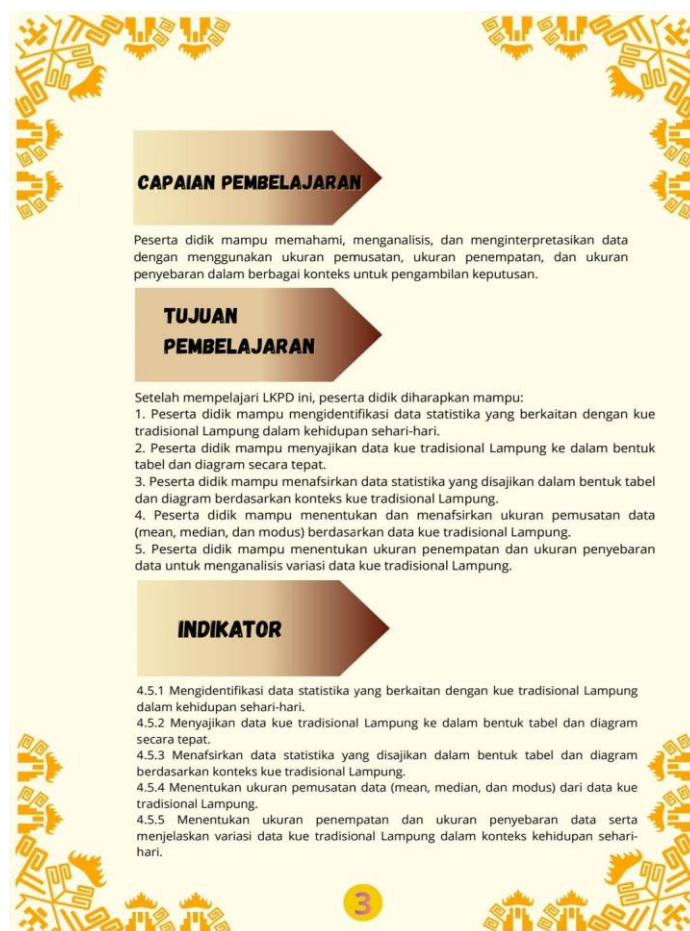 CAPAIAN PEMBELAJARAN
Peserta didik mampu memahami, menganalisis, dan menginterpretasikan data
dengan menggunakan ukuran pemusatan, ukuran penempatan, dan ukuran
penyebaran dalam berbagai konteks untuk pengambilan keputusan.
TUJUAN
PEMBELAJARAN
Setelah mempelajari LKPD ini, peserta didik diharapkan mampu:
1. Peserta didik mampu mengidentifikasi data statistika yang berkaitan dengan kue
tradisional Lampung dalam kehidupan sehari-hari.
2. Peserta didik mampu menyajikan data kue tradisional Lampung ke dalam bentuk
tabel dan diagram secara tepat.
3. Peserta didik mampu menafsirkan data statistika yang disajikan dalam bentuk tabel
dan diagram berdasarkan konteks kue tradisional Lampung.
4. Peserta didik mampu menentukan dan menafsirkan ukuran pemusatan data
(mean, median, dan modus) berdasarkan data kue tradisional Lampung.
5. Peserta didik mampu menentukan ukuran penempatan dan ukuran penyebaran
data untuk menganalisis variasi data kue tradisional Lampung.
INDIKATOR
4.5.1 Mengidentifikasi data statistika yang berkaitan dengan kue tradisional Lampung
dalam kehidupan sehari-hari.
4.5.2 Menyajikan data kue tradisional Lampung ke dalam bentuk tabel dan diagram
secara tepat.
4.5.3 Menafsirkan data statistika yang disajikan dalam bentuk tabel dan diagram
berdasarkan konteks kue tradisional Lampung.
4.5.4 Menentukan ukuran pemusatan data (mean, median, dan modus) dari data kue
tradisional Lampung.
4.5.5 Menentukan ukuran penempatan dan ukuran penyebaran data serta
menjelaskan variasi data kue tradisional Lampung dalam konteks kehidupan sehari-
hari.
3